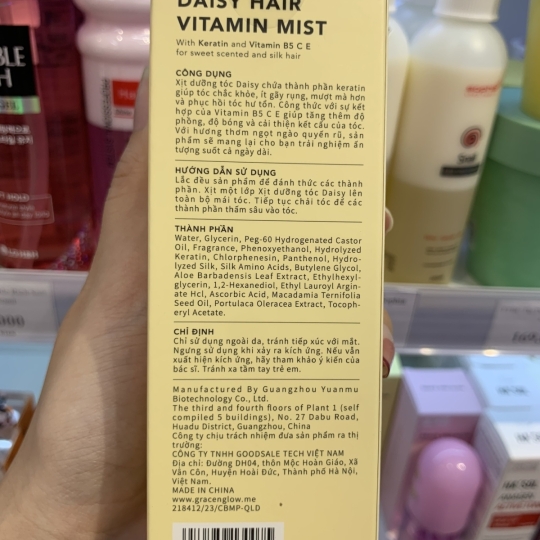 DAISY HAIR
VITAMIN MIST
With Keratin and Vitamin B5 C E
for sweet scented and silk hair
CÔNG DỤNG
Xịt dưỡng tóc Daisy chứa thành phần keratin
giúp tóc chắc khỏe, ít gãy rụng, mượt mà hơn
và phục hồi tóc hư tổn. Công thức với sự kết
hợp của Vitamin B5 C E giúp tăng thêm độ
phồng, độ bóng và cải thiện kết cấu của tóc.
Với hương thơm ngọt ngào quyến rũ, sản
phẩm sẽ mang lại cho bạn trải nghiệm ấn
tượng suốt cả ngày dài.
HƯỚNG DẪN SỬ DỤNG
Lắc đều sản phẩm để đánh thức các thành
phần. Xịt một lớp Xịt dưỡng tóc Daisy lên
toàn bộ mái tóc. Tiếp tục chải tóc để các
thành phần thấm sâu vào tóc.
THÀNH PHẦN
Water, Glycerin, Peg-60 Hydrogenated Castor
Oil, Fragrance, Phenoxyethanol, Hydrolyzed
Keratin, Chlorphenesin, Panthenol, Hydro-
lyzed Silk, Silk Amino Acids, Butylene Glycol,
Aloe Barbadensis Leaf Extract, Ethylhexyl-
glycerin, 1,2-Hexanediol, Ethyl Lauroyl Argin-
ate Hcl, Ascorbic Acid, Macadamia Ternifolia
Seed Oil, Portulaca Oleracea Extract, Tocoph-
eryl Acetate.
CHỈ ĐỊNH
Chỉ sử dụng ngoài da, tránh tiếp xúc với mắt.
Ngưng sử dụng khi xảy ra kích ứng. Nếu vẫn
xuất hiện kích ứng, hãy tham khảo ý kiến của
bác sĩ. Tránh xa tầm tay trẻ em.
Manufactured By Guangzhou Yuanmu
Biotechnology Co., Ltd.
The third and fourth floors of Plant 1 (self
compiled 5 buildings), No. 27 Dabu Road,
Huadu District, Guangzhou, China
Công ty chịu trách nhiệm đưa sản phẩm ra thị
trường:
CÔNG TY TNHH GOODSALE TECH VIỆT NAM
Địa chỉ: Đường DH04, thôn Mộc Hoàn Giáo, Xã
Vân Côn, Huyện Hoài Đức, Thành phố Hà Nội,
Việt Nam.
MADE IN CHINA
www.gracenglow.me
218412/23/CBMP-QLD